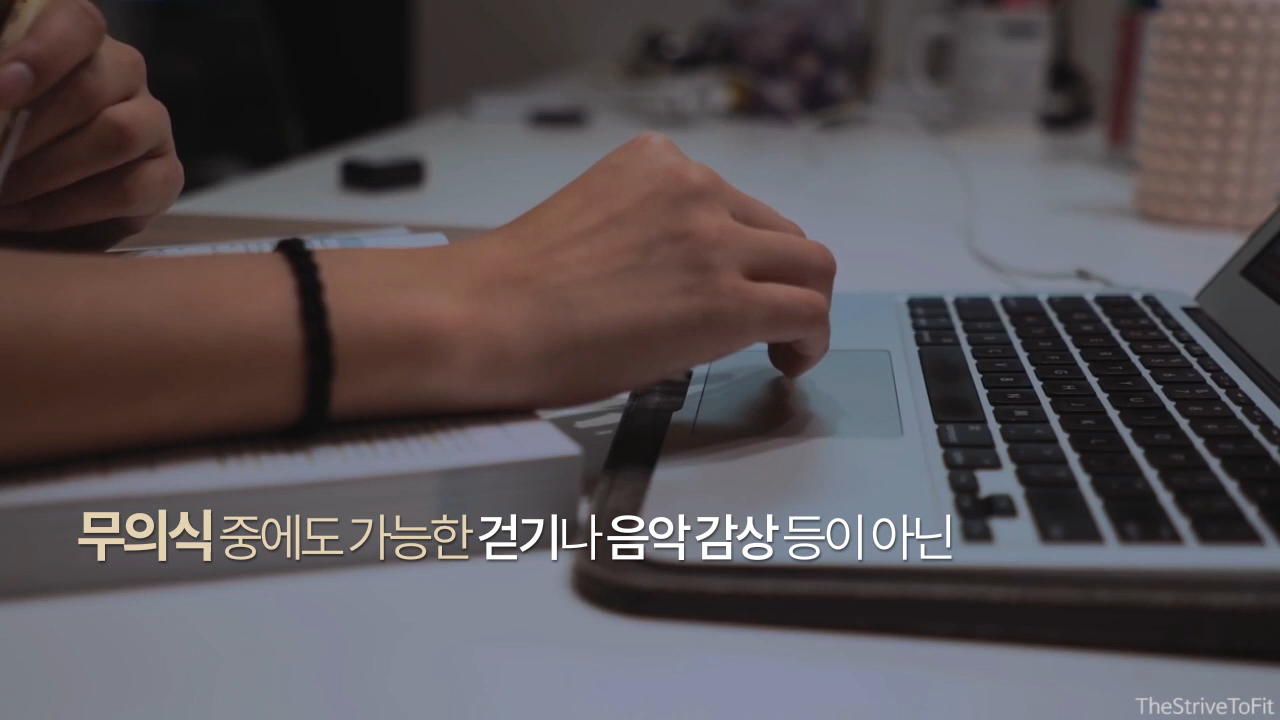 무의식 중에도 가능한 걷기나 음악 감상 등이 아닌
TheStriveToFit